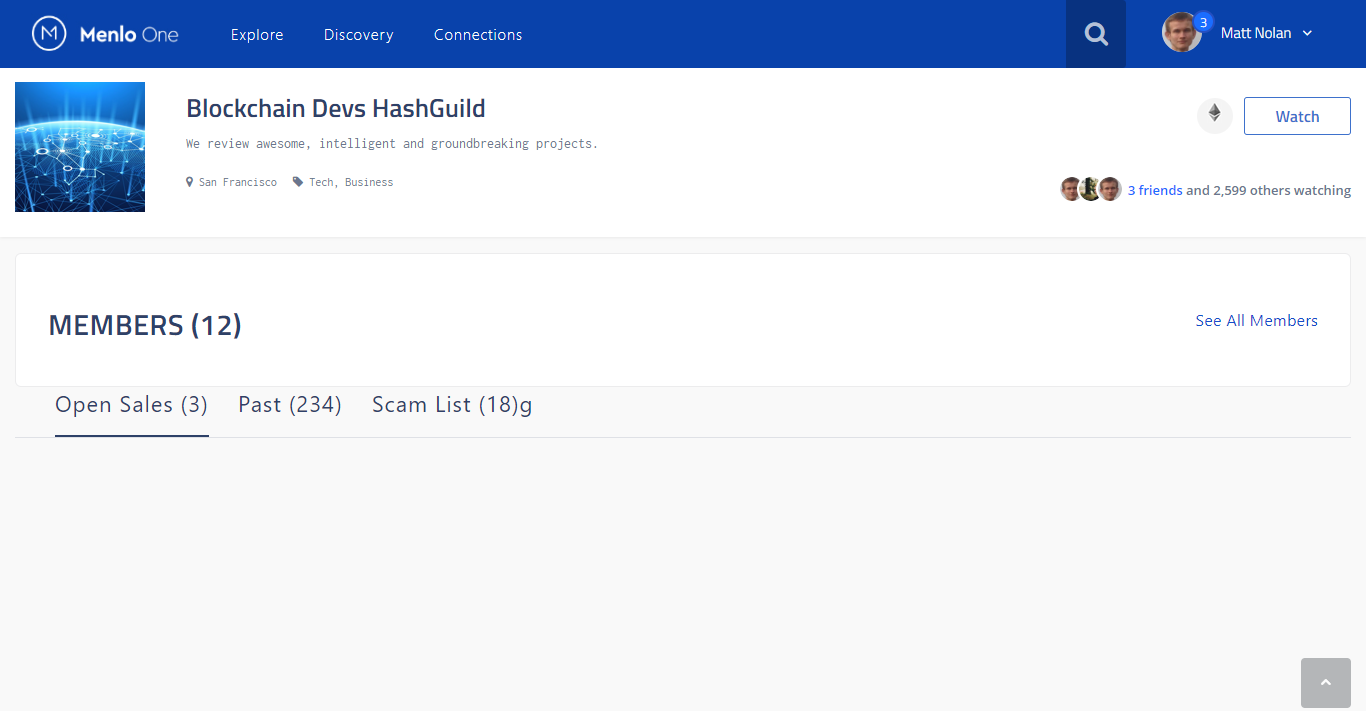 Menlo One
Explore
Discovery
Connections
3
Matt Nolan
Blockchain Devs HashGuild
We review awesome, intelligent and groundbreaking projects.
San Francisco
Tech, Business
Watch
3 friends and 2,599 others watching
MEMBERS (12)
See All Members
Open Sales (3)
Past (234)
Scam List (18)g